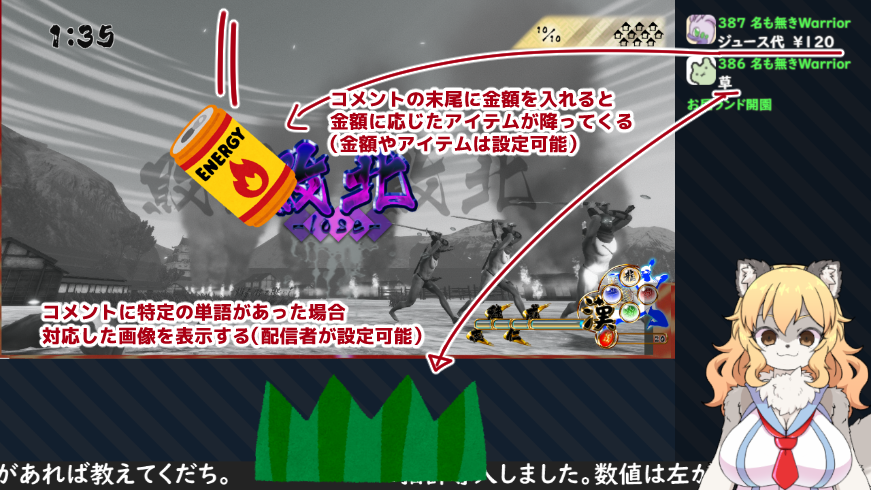 1:35
10/10
387 名も無きWarrior
ジュース代 ¥120
386 名も無きWarrior
草
コメントの末尾に金額を入れると
金額に応じたアイテムが降ってくる
(金額やアイテムは設定可能)
ENERGY
敗北
漢
コメントに特定の単語があった場合
対応した画像を表示する(配信者が設定可能)
があれば教えてくだち。
入しました。数値は左か